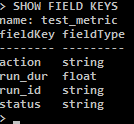 > SHOW FIELD KEYS
name: test_metric
fieldKey fieldType
-------- ---------
action   string
run_dur  float
run_id   string
status   string
>